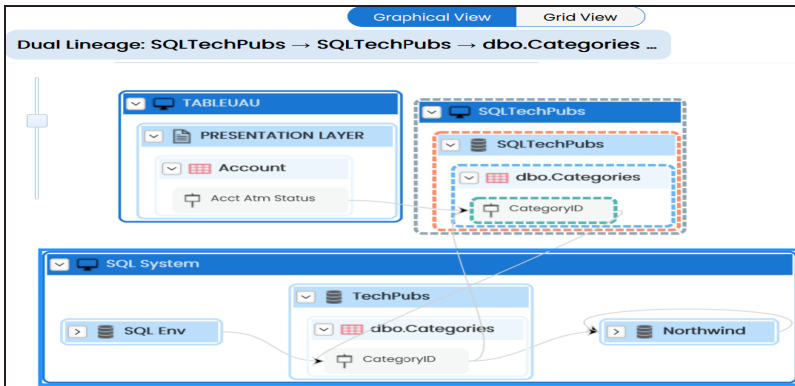 Graphical View
Grid View
Dual Lineage: SQLTechPubs → SQLTechPubs → dbo.Categories ...
TABLEUAU
PRESENTATION LAYER
Account
Acct Atm Status
SQLTechPubs
SQLTechPubs
dbo.Categories
CategoryID
SQL System
SQL Env
TechPubs
dbo.Categories
CategoryID
Northwind